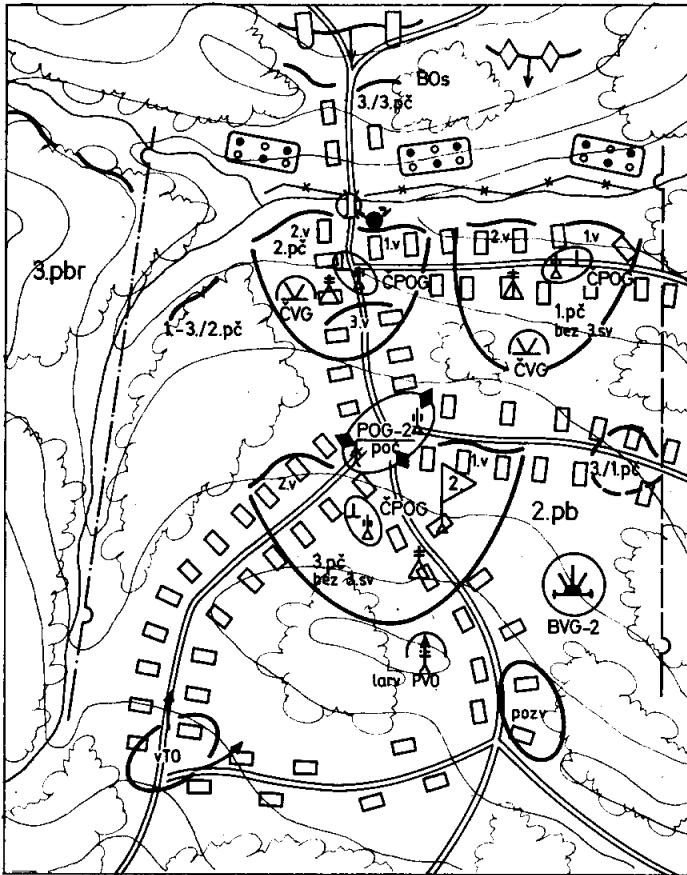 BOs
3./3.pč
2.v
2.pč
1.v
2.v
1.v
3.pbr
ČVG
ČPOG
ČPOG
1.pč
bez 3.sv
3.v
1.-3./2.pč
ČVG
POG-2
poč
2.v
1.v
2.
3./1.pč
ČPOG
2.pb
3.pč
bez 3.sv
BVG-2
lary PVO
pozv
vTO